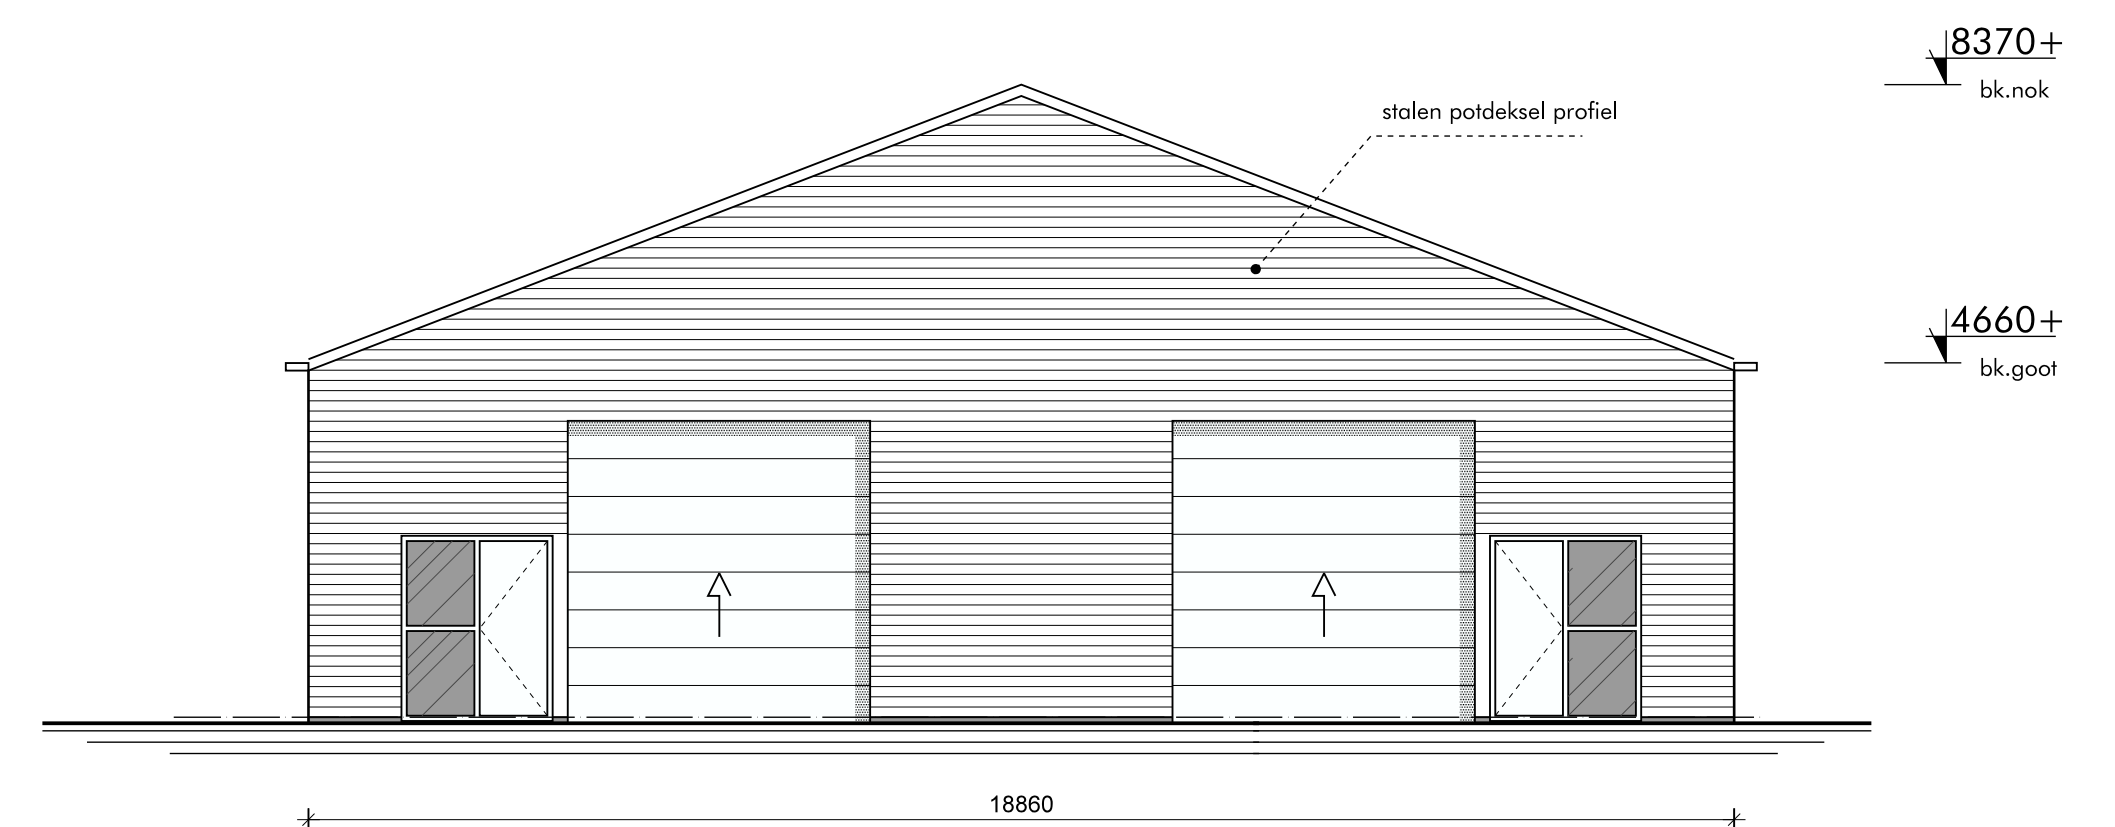 8370+
bk.nok
stalen potdeksel profiel
4660+
bk.goot
18860